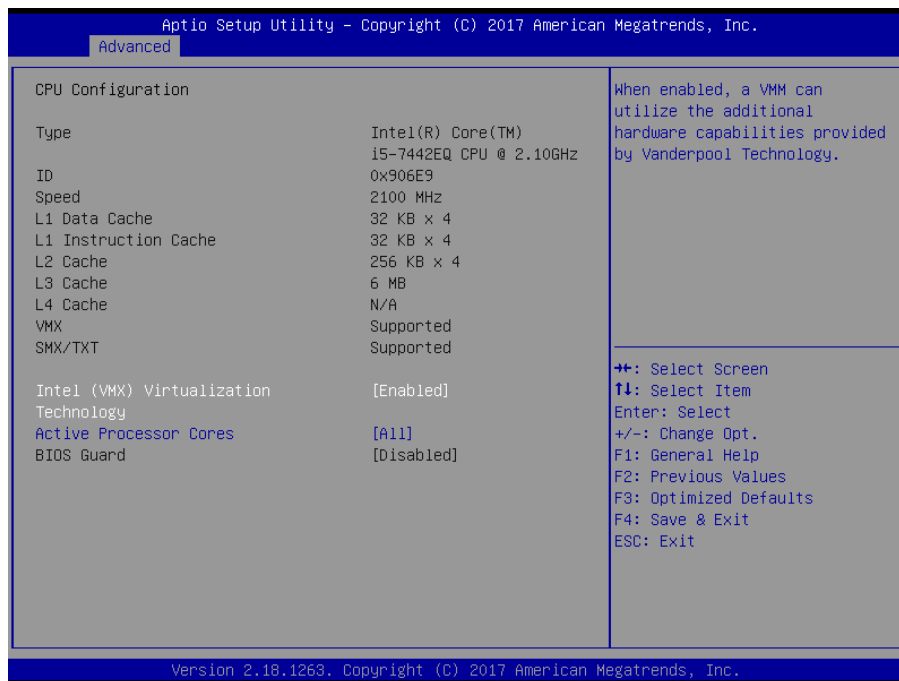 Aptio Setup Utility – Copyright (C) 2017 American Megatrends, Inc.
Advanced
CPU Configuration
Type Intel(R) Core(TM)
i5-7442EQ CPU @ 2.10GHz
ID 0x906E9
Speed 2100 MHz
L1 Data Cache 32 KB x 4
L1 Instruction Cache 32 KB x 4
L2 Cache 256 KB x 4
L3 Cache 6 MB
L4 Cache N/A
VMX Supported
SMX/TXT Supported
Intel (VMX) Virtualization [Enabled]
Technology
Active Processor Cores [All]
BIOS Guard [Disabled]
When enabled, a VMM can
utilize the additional
hardware capabilities provided
by Vanderpool Technology.
→←: Select Screen
↑↓: Select Item
Enter: Select
+/-: Change Opt.
F1: General Help
F2: Previous Values
F3: Optimized Defaults
F4: Save & Exit
ESC: Exit
Version 2.18.1263. Copyright (C) 2017 American Megatrends, Inc.